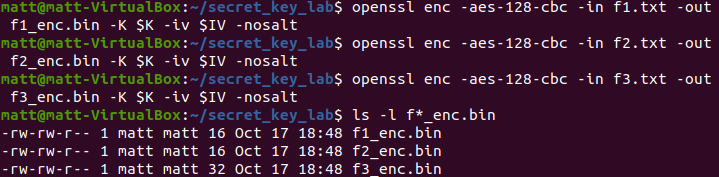 matt@matt-VirtualBox:~/secret_key_lab$ openssl enc -aes-128-cbc -in f1.txt -out
f1_enc.bin -K $K -iv $IV -nosalt
matt@matt-VirtualBox:~/secret_key_lab$ openssl enc -aes-128-cbc -in f2.txt -out
f2_enc.bin -K $K -iv $IV -nosalt
matt@matt-VirtualBox:~/secret_key_lab$ openssl enc -aes-128-cbc -in f3.txt -out
f3_enc.bin -K $K -iv $IV -nosalt
matt@matt-VirtualBox:~/secret_key_lab$ ls -l f*_enc.bin
-rw-rw-r-- 1 matt matt 16 Oct 17 18:48 f1_enc.bin
-rw-rw-r-- 1 matt matt 16 Oct 17 18:48 f2_enc.bin
-rw-rw-r-- 1 matt matt 32 Oct 17 18:48 f3_enc.bin